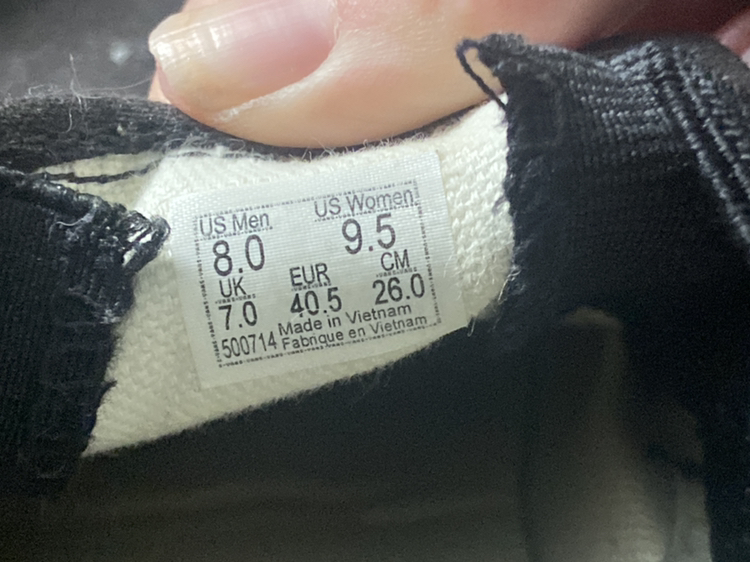 US Men US Women
8.0 9.5
UK EUR CM
7.0 40.5 26.0
Made in Vietnam
500714 Fabrique en Vietnam